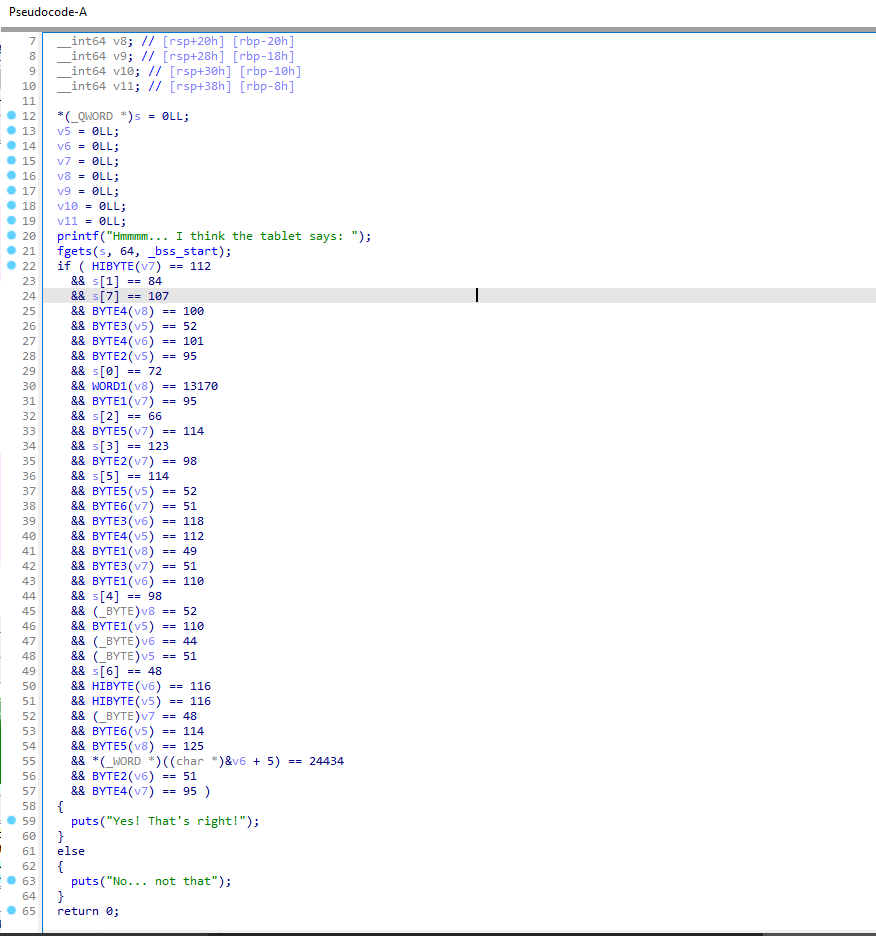 Pseudocode-A
7 __int64 v8; // [rsp+20h] [rbp-20h]
8 __int64 v9; // [rsp+28h] [rbp-18h]
9 __int64 v10; // [rsp+30h] [rbp-10h]
10 __int64 v11; // [rsp+38h] [rbp-8h]
11
12 *(_QWORD *)s = 0LL;
13 v5 = 0LL;
14 v6 = 0LL;
15 v7 = 0LL;
16 v8 = 0LL;
17 v9 = 0LL;
18 v10 = 0LL;
19 v11 = 0LL;
20 printf("Hmmmm... I think the tablet says: ");
21 fgets(s, 64, _bss_start);
22 if ( HIBYTE(v7) == 112
23 && s[1] == 84
24 && s[7] == 107
25 && BYTE4(v8) == 100
26 && BYTE3(v5) == 52
27 && BYTE4(v6) == 101
28 && BYTE2(v5) == 95
29 && s[0] == 72
30 && WORD1(v8) == 13170
31 && BYTE1(v7) == 95
32 && s[2] == 66
33 && BYTE5(v7) == 114
34 && s[3] == 123
35 && BYTE2(v7) == 98
36 && s[5] == 114
37 && BYTE5(v5) == 52
38 && BYTE6(v7) == 51
39 && BYTE3(v6) == 118
40 && BYTE4(v5) == 112
41 && BYTE1(v8) == 49
42 && BYTE3(v7) == 51
43 && BYTE1(v6) == 110
44 && s[4] == 98
45 && (_BYTE)v8 == 52
46 && BYTE1(v5) == 110
47 && (_BYTE)v6 == 44
48 && (_BYTE)v5 == 51
49 && s[6] == 48
50 && HIBYTE(v6) == 116
51 && HIBYTE(v5) == 116
52 && (_BYTE)v7 == 48
53 && BYTE6(v5) == 114
54 && BYTE5(v8) == 125
55 && *(_WORD *)((char *)&v6 + 5) == 24434
56 && BYTE2(v6) == 51
57 && BYTE4(v7) == 95 )
58 {
59 puts("Yes! That's right!");
60 }
61 else
62 {
63 puts("No... not that");
64 }
65 return 0;